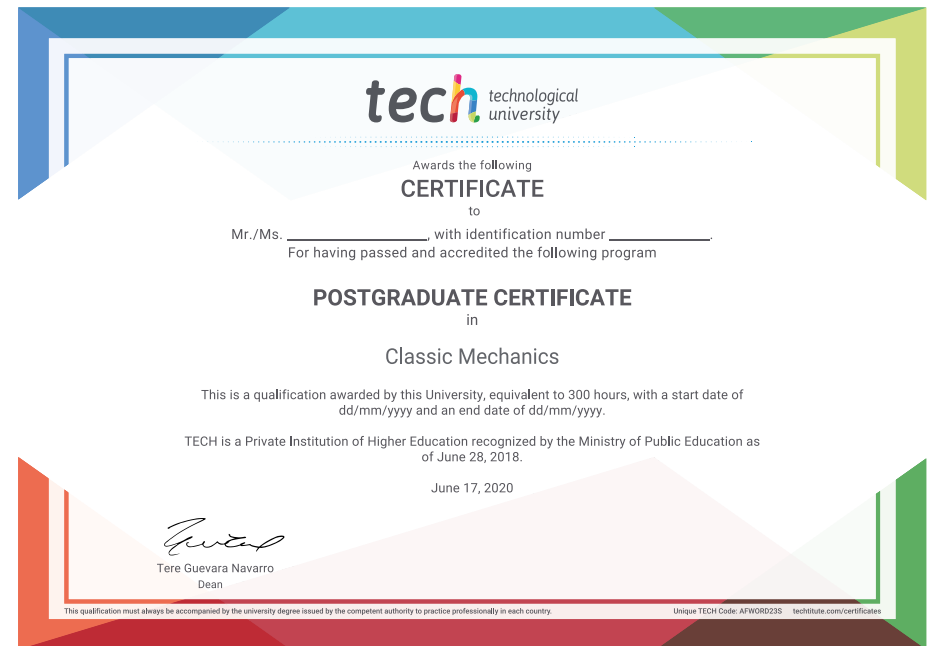 tech technological
university
Awards the following
CERTIFICATE
to
Mr./Ms. ____________________, with identification number ______________.
For having passed and accredited the following program
POSTGRADUATE CERTIFICATE
in
Classic Mechanics
This is a qualification awarded by this University, equivalent to 300 hours, with a start date of
dd/mm/yyyy and an end date of dd/mm/yyyy.
TECH is a Private Institution of Higher Education recognized by the Ministry of Public Education as
of June 28, 2018.
June 17, 2020
Tere Guevara Navarro
Dean
This qualification must always be accompanied by the university degree issued by the competent authority to practice professionally in each country.
Unique TECH Code: AFWORD23S techtitute.com/certificates